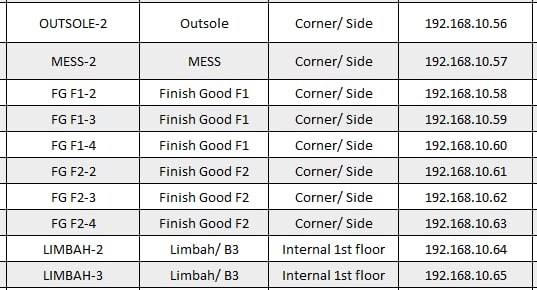 OUTSOLE-2 Outsole Corner/ Side 192.168.10.56
MESS-2 MESS Corner/ Side 192.168.10.57
FG F1-2 Finish Good F1 Corner/ Side 192.168.10.58
FG F1-3 Finish Good F1 Corner/ Side 192.168.10.59
FG F1-4 Finish Good F1 Corner/ Side 192.168.10.60
FG F2-2 Finish Good F2 Corner/ Side 192.168.10.61
FG F2-3 Finish Good F2 Corner/ Side 192.168.10.62
FG F2-4 Finish Good F2 Corner/ Side 192.168.10.63
LIMBAH-2 Limbah/ B3 Internal 1st floor 192.168.10.64
LIMBAH-3 Limbah/ B3 Internal 1st floor 192.168.10.65